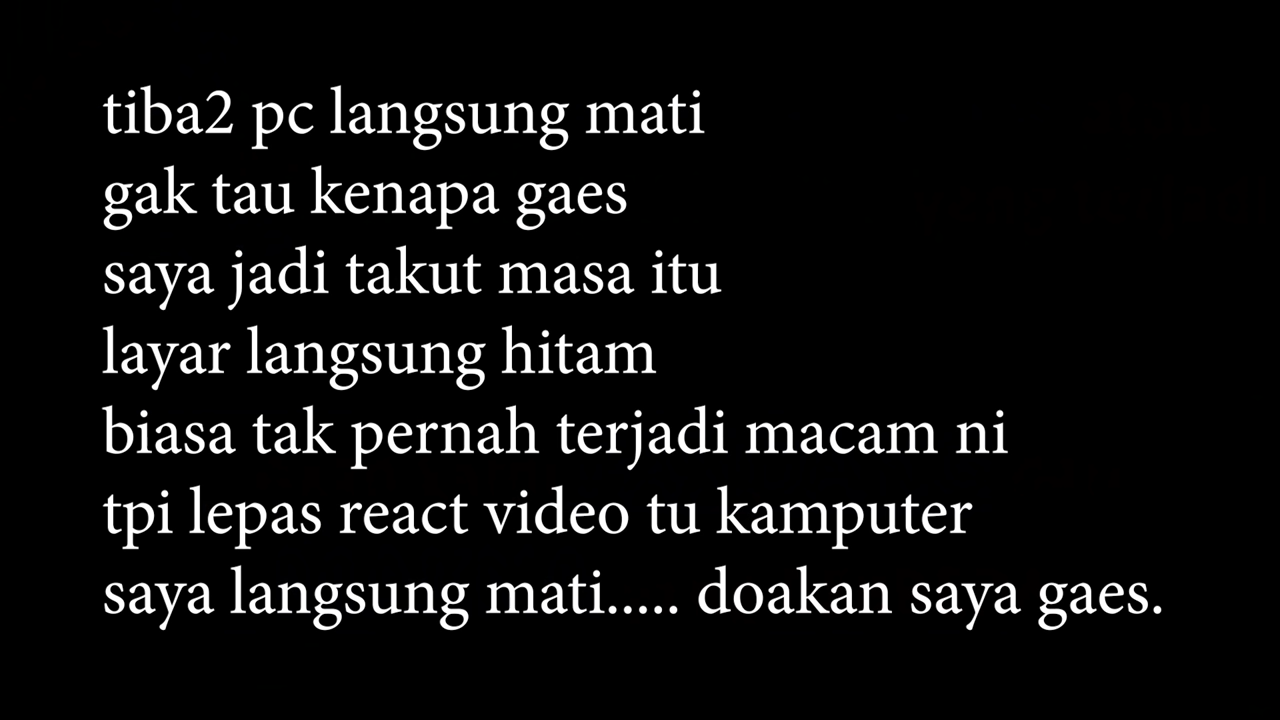 tiba2 pc langsung mati
gak tau kenapa gaes
saya jadi takut masa itu
layar langsung hitam
biasa tak pernah terjadi macam ni
tpi lepas react video tu kamputer
saya langsung mati..... doakan saya gaes.